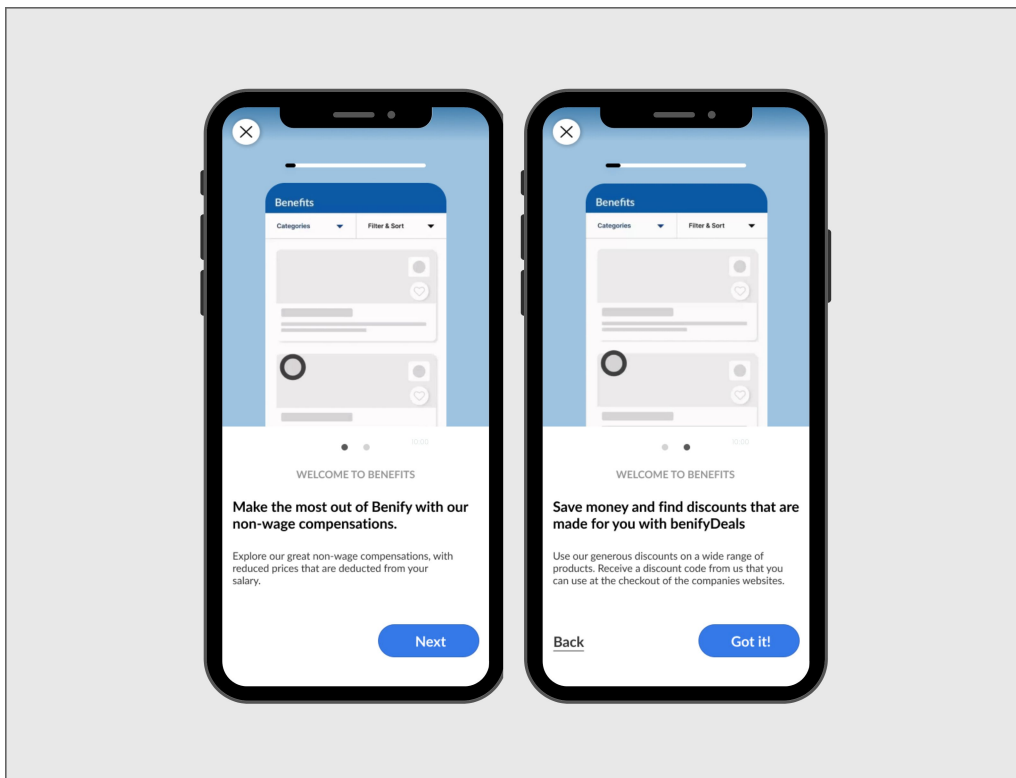 Benefits
Categories
Filter & Sort
WELCOME TO BENEFITS
Make the most out of Benify with our
non-wage compensations.
Explore our great non-wage compensations, with
reduced prices that are deducted from your
salary.
Next
Benefits
Categories
Filter & Sort
WELCOME TO BENEFITS
Save money and find discounts that are
made for you with benifyDeals
Use our generous discounts on a wide range of
products. Receive a discount code from us that you
can use at the checkout of the companies websites.
Back
Got it!